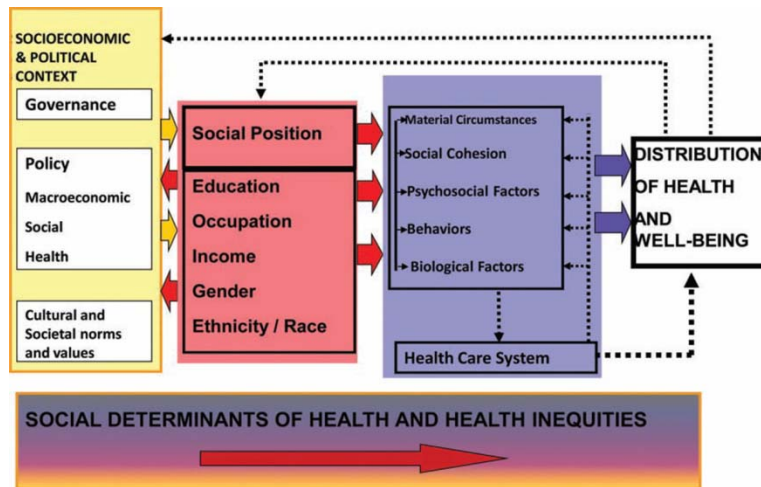 SOCIOECONOMIC
& POLITICAL
CONTEXT
Governance
Policy
Macroeconomic
Social
Health
Cultural and
Societal norms
and values
Social Position
Education
Occupation
Income
Gender
Ethnicity / Race
Material Circumstances
Social Cohesion
Psychosocial Factors
Behaviors
Biological Factors
Health Care System
DISTRIBUTION
OF HEALTH
AND
WELL-BEING
SOCIAL DETERMINANTS OF HEALTH AND HEALTH INEQUITIES